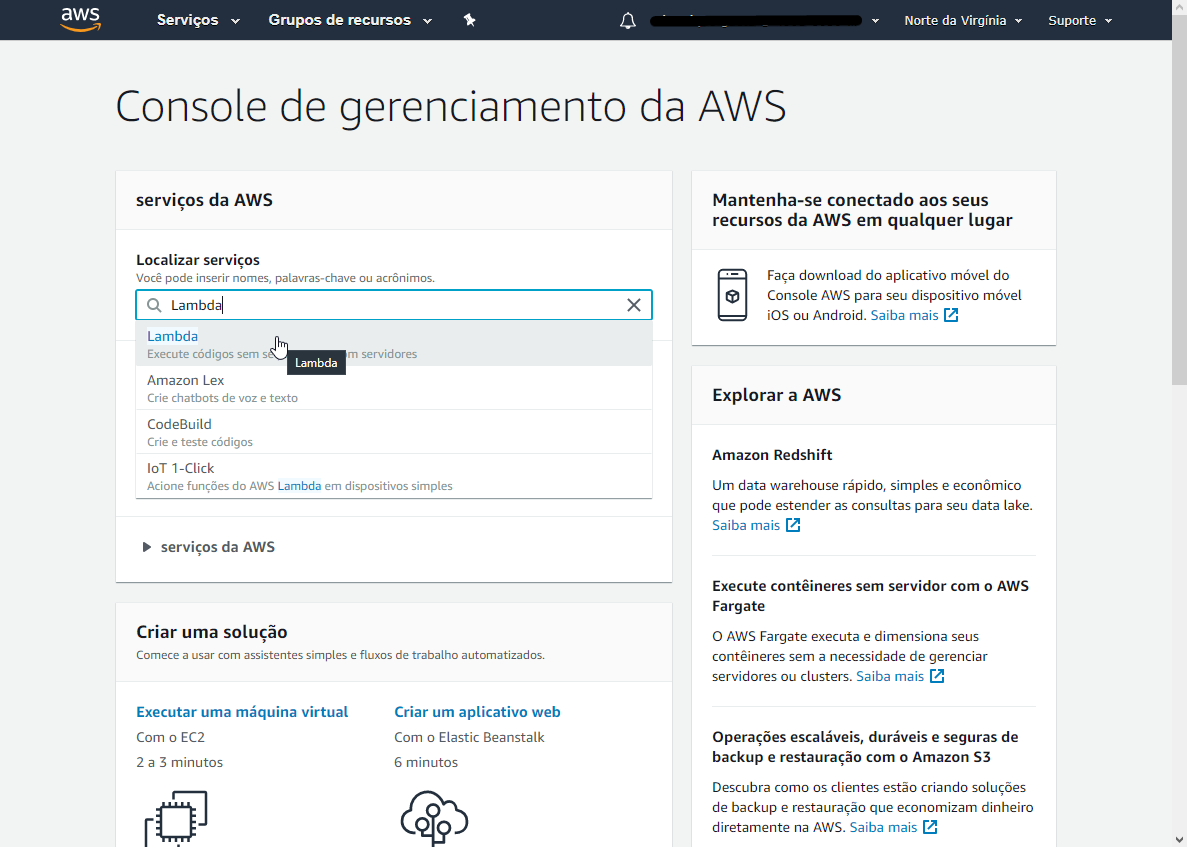 aws
Serviços
Grupos de recursos
Norte da Virgínia
Suporte
Console de gerenciamento da AWS
serviços da AWS
Localizar serviços
Você pode inserir nomes, palavras-chave ou acrônimos.
Lambda
Lambda
Execute códigos sem se m servidores
Lambda
Amazon Lex
Crie chatbots de voz e texto
CodeBuild
Crie e teste códigos
IoT 1-Click
Acione funções do AWS Lambda em dispositivos simples
serviços da AWS
Criar uma solução
Comece a usar com assistentes simples e fluxos de trabalho automatizados.
Executar uma máquina virtual
Com o EC2
2 a 3 minutos
Criar um aplicativo web
Com o Elastic Beanstalk
6 minutos
Mantenha-se conectado aos seus
recursos da AWS em qualquer lugar
Faça download do aplicativo móvel do
Console AWS para seu dispositivo móvel
iOS ou Android. Saiba mais
Explorar a AWS
Amazon Redshift
Um data warehouse rápido, simples e econômico
que pode estender as consultas para seu data lake.
Saiba mais
Execute contêineres sem servidor com o AWS
Fargate
O AWS Fargate executa e dimensiona seus
contêineres sem a necessidade de gerenciar
servidores ou clusters. Saiba mais
Operações escaláveis, duráveis e seguras de
backup e restauração com o Amazon S3
Descubra como os clientes estão criando soluções
de backup e restauração que economizam dinheiro
diretamente na AWS. Saiba mais